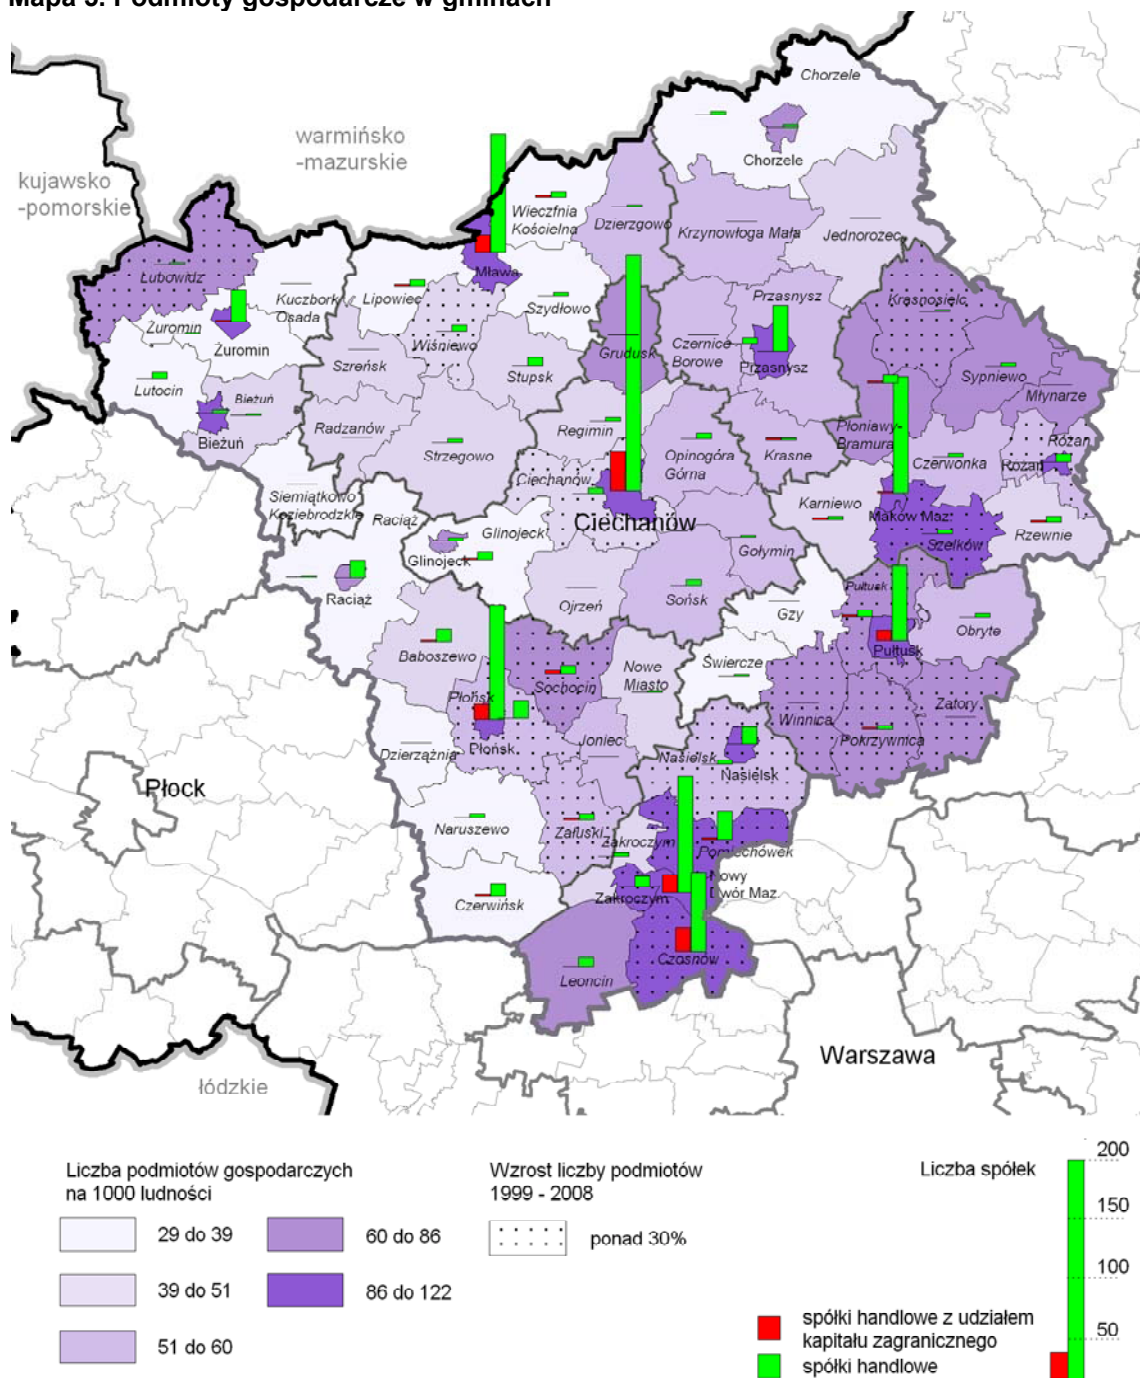 Mapa 3. Podmioty gospodarcze w gminach
Chorzele
warmińsko
-mazurskie
Chorzele
kujawsko
-pomorskie
Wieczfnia
Kościelna
Dzierzgowo
Krzynowłoga Mała
Jednorożec
Lubowidz
Mława
Kuczbork
Osada
Lipowiec
Szydłowo
Przasnysz
Krasnosielc
Żuromin
Żuromin
Wiśniewo
Grudusk
Czernice
Borowe
Przasnysz
Szreńsk
Stupsk
Sypniewo
Młynarze
Lutocin
Bieżuń
Bieżuń
Radzanów
Strzegowo
Regimin
Opinogóra
Górna
Krasne
Płoniawy-
Bramura
Różan
Różan
Czerwonka
Ciechanów
Siemiątkowo
Koziebrodzkie
Raciąż
Glinojeck
Ciechanów
Karniewo
Maków Maz.
Szelków
Rzewnie
Glinojeck
Gołymin
Raciąż
Ojrzeń
Sońsk
Gzy
Pułtusk
Obryte
Pułtusk
Baboszewo
Sochocin
Nowe
Miasto
Świercze
Płońsk
Płońsk
Winnica
Zatory
Pokrzywnica
Joniec
Dzierzążnia
Nasielsk
Nasielsk
Płock
Naruszewo
Załuski
Zakroczym
Pomiechówek
Nowy
Dwór Maz.
Zakroczym
Czerwińsk
Czosnów
Leoncin
Warszawa
łódzkie
Liczba podmiotów gospodarczych
na 1000 ludności
29 do 39
39 do 51
51 do 60
60 do 86
86 do 122
Wzrost liczby podmiotów
1999 - 2008
ponad 30%
Liczba spółek
200
150
100
50
spółki handlowe z udziałem
kapitału zagranicznego
spółki handlowe